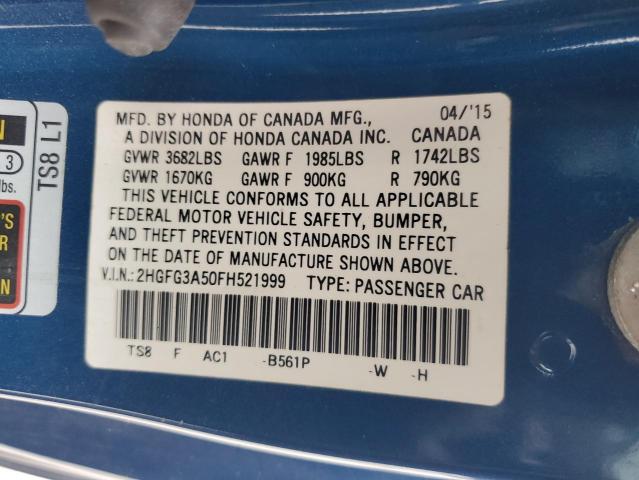 MFD. BY HONDA OF CANADA MFG., 04/'15
A DIVISION OF HONDA CANADA INC. CANADA
GVWR 3682LBS GAWR F 1985LBS R 1742LBS
GVWR 1670KG GAWR F 900KG R 790KG
THIS VEHICLE CONFORMS TO ALL APPLICABLE
FEDERAL MOTOR VEHICLE SAFETY, BUMPER,
AND THEFT PREVENTION STANDARDS IN EFFECT
ON THE DATE OF MANUFACTURE SHOWN ABOVE.
V.I.N.: 2HGFG3A50FH521999 TYPE: PASSENGER CAR
TS8 F AC1 -B561P -W -H
TS8 L1
N
3
lbs.
'S
R
N